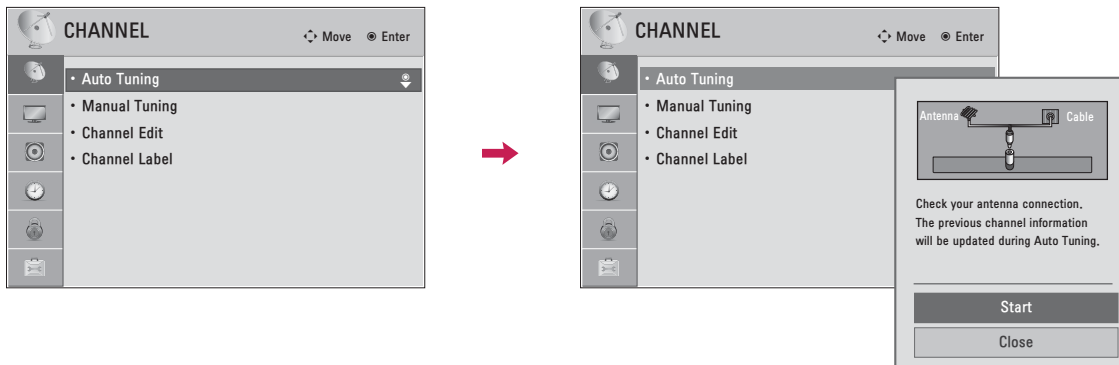 CHANNEL
Move Enter
• Auto Tuning
• Manual Tuning
• Channel Edit
• Channel Label
CHANNEL
Move Enter
• Auto Tuning
• Manual Tuning
• Channel Edit
• Channel Label
Antenna Cable
Check your antenna connection.
The previous channel information
will be updated during Auto Tuning.
Start
Close